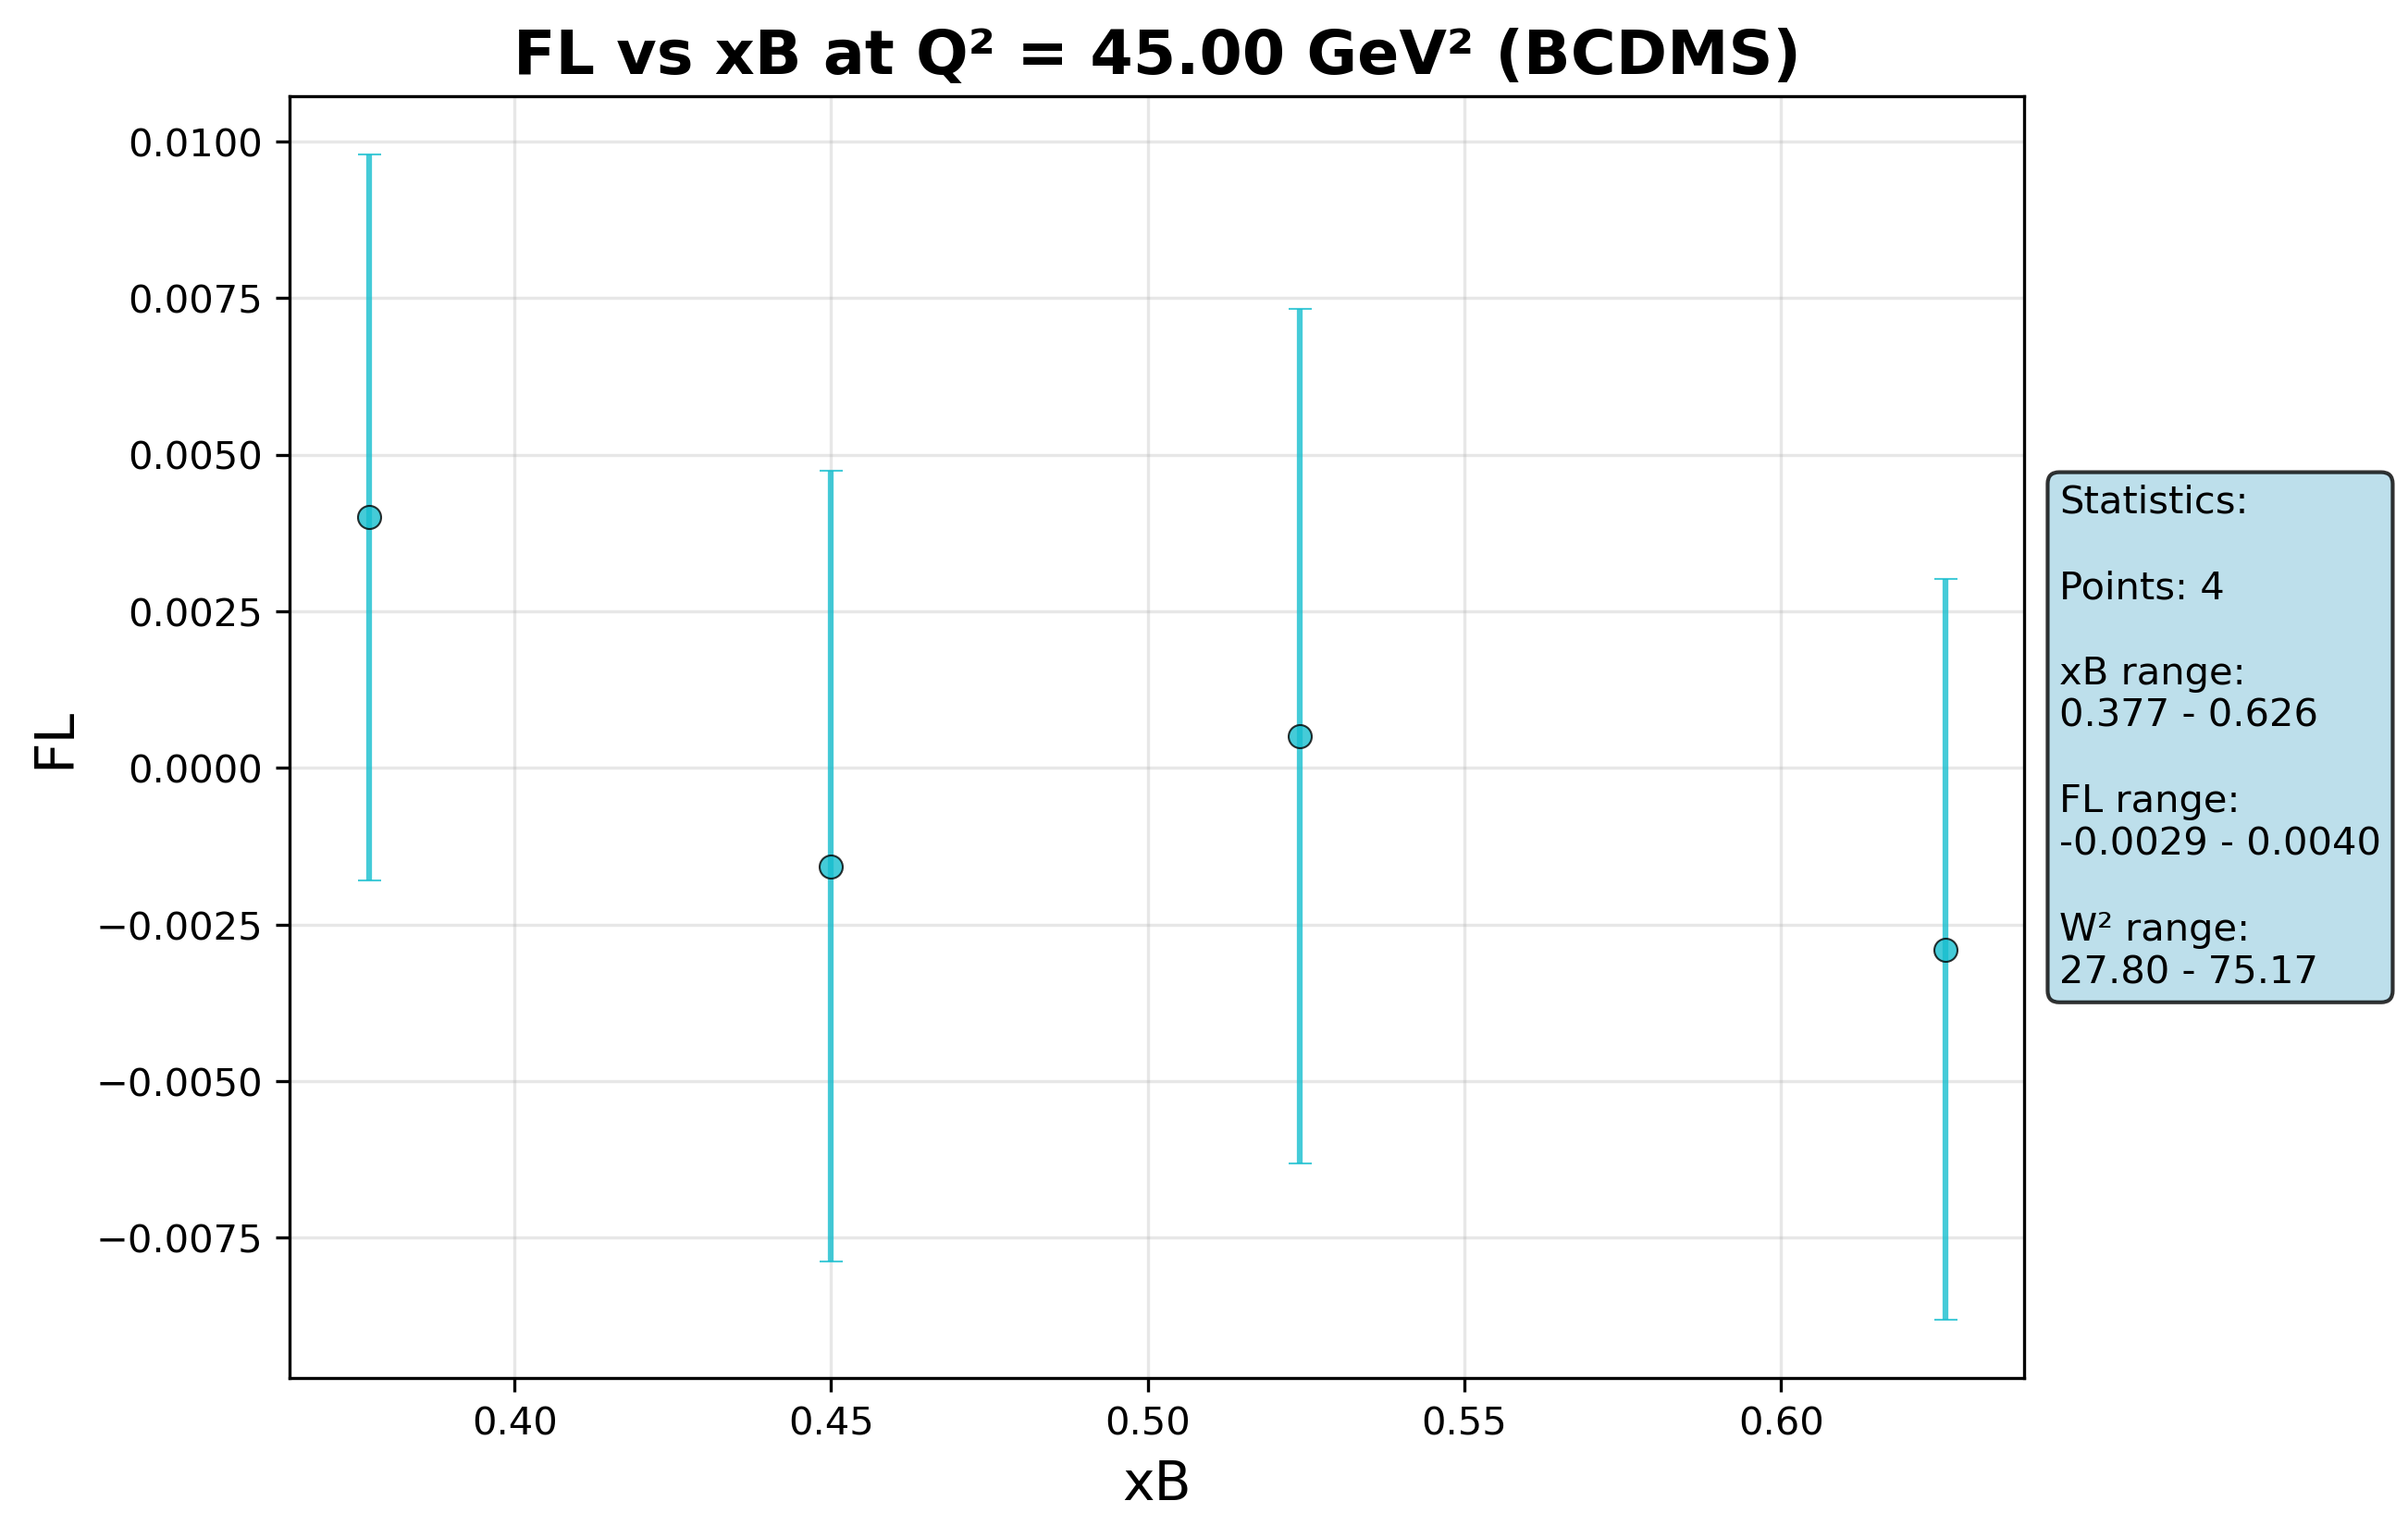 FL vs xB at Q² = 45.00 GeV² (BCDMS)
0.0100
0.0075
0.0050
0.0025
0.0000
−0.0025
−0.0050
−0.0075
FL
0.40
0.45
0.50
0.55
0.60
xB
Statistics:
Points: 4
xB range:
0.377 - 0.626
FL range:
-0.0029 - 0.0040
W² range:
27.80 - 75.17